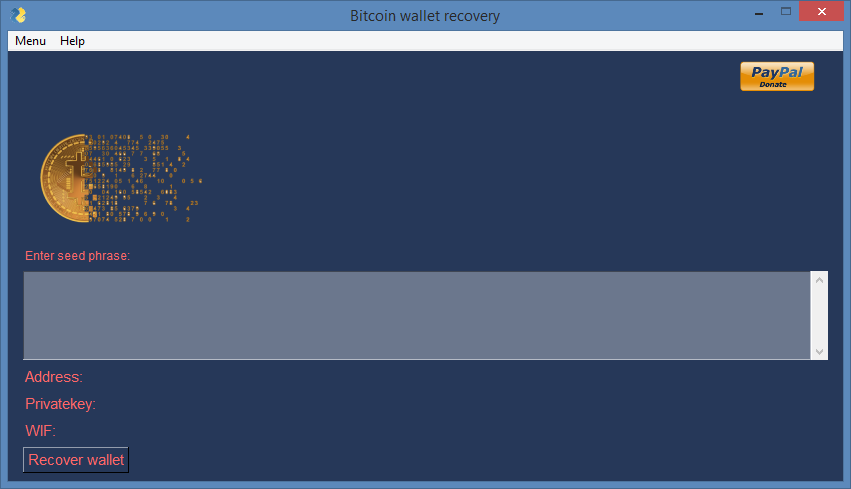 Bitcoin wallet recovery
Menu Help
PayPal
Donate
Enter seed phrase:
Address:
Privatekey:
WIF:
Recover wallet